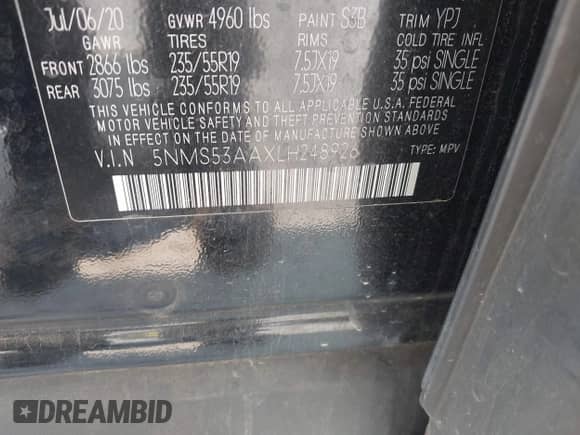 Jul/06/20 GVWR 4960 lbs PAINT S3B TRIM YPJ
GAWR TIRES RIMS COLD TIRE INFL
FRONT 2866 lbs 235/55R19 7.5JX19 35 psi SINGLE
REAR 3075 lbs 235/55R19 7.5JX19 35 psi SINGLE
THIS VEHICLE CONFORMS TO ALL APPLICABLE U.S.A. FEDERAL
MOTOR VEHICLE SAFETY AND THEFT PREVENTION STANDARDS
IN EFFECT ON THE DATE OF MANUFACTURE SHOWN ABOVE.
V.I.N 5NMS53AAXLH248926 TYPE: MPV
DREAMBID